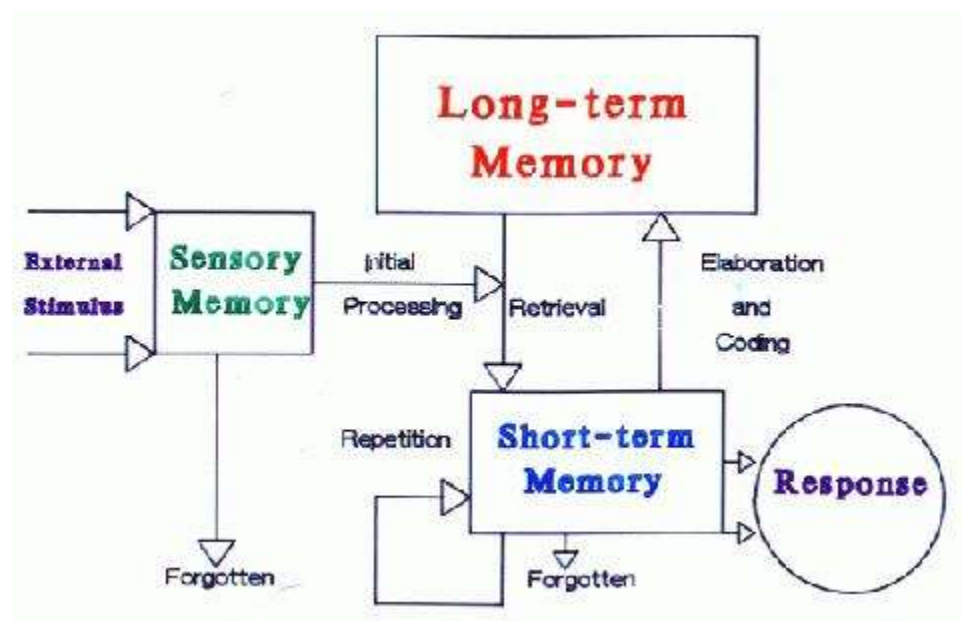 Long-term
Memory
External
Stimulus
Sensory
Memory
Initial
Processing
Retrieval
Elaboration
and
Coding
Repetition
Short-term
Memory
Response
Forgotten
Forgotten